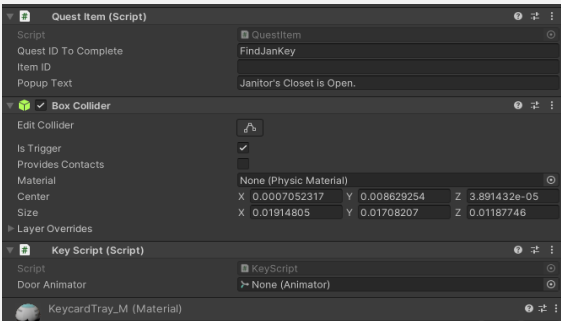 Quest Item (Script)
Script QuestItem
Quest ID To Complete FindJanKey
Item ID
Popup Text Janitor's Closet is Open.
Box Collider
Edit Collider
Is Trigger
Provides Contacts
Material None (Physic Material)
Center X 0.0007052317 Y 0.008629254 Z 3.891432e-05
Size X 0.01914805 Y 0.01708207 Z 0.01187746
Layer Overrides
# Key Script (Script)
Script KeyScript
Door Animator None (Animator)
KeycardTray_M (Material)